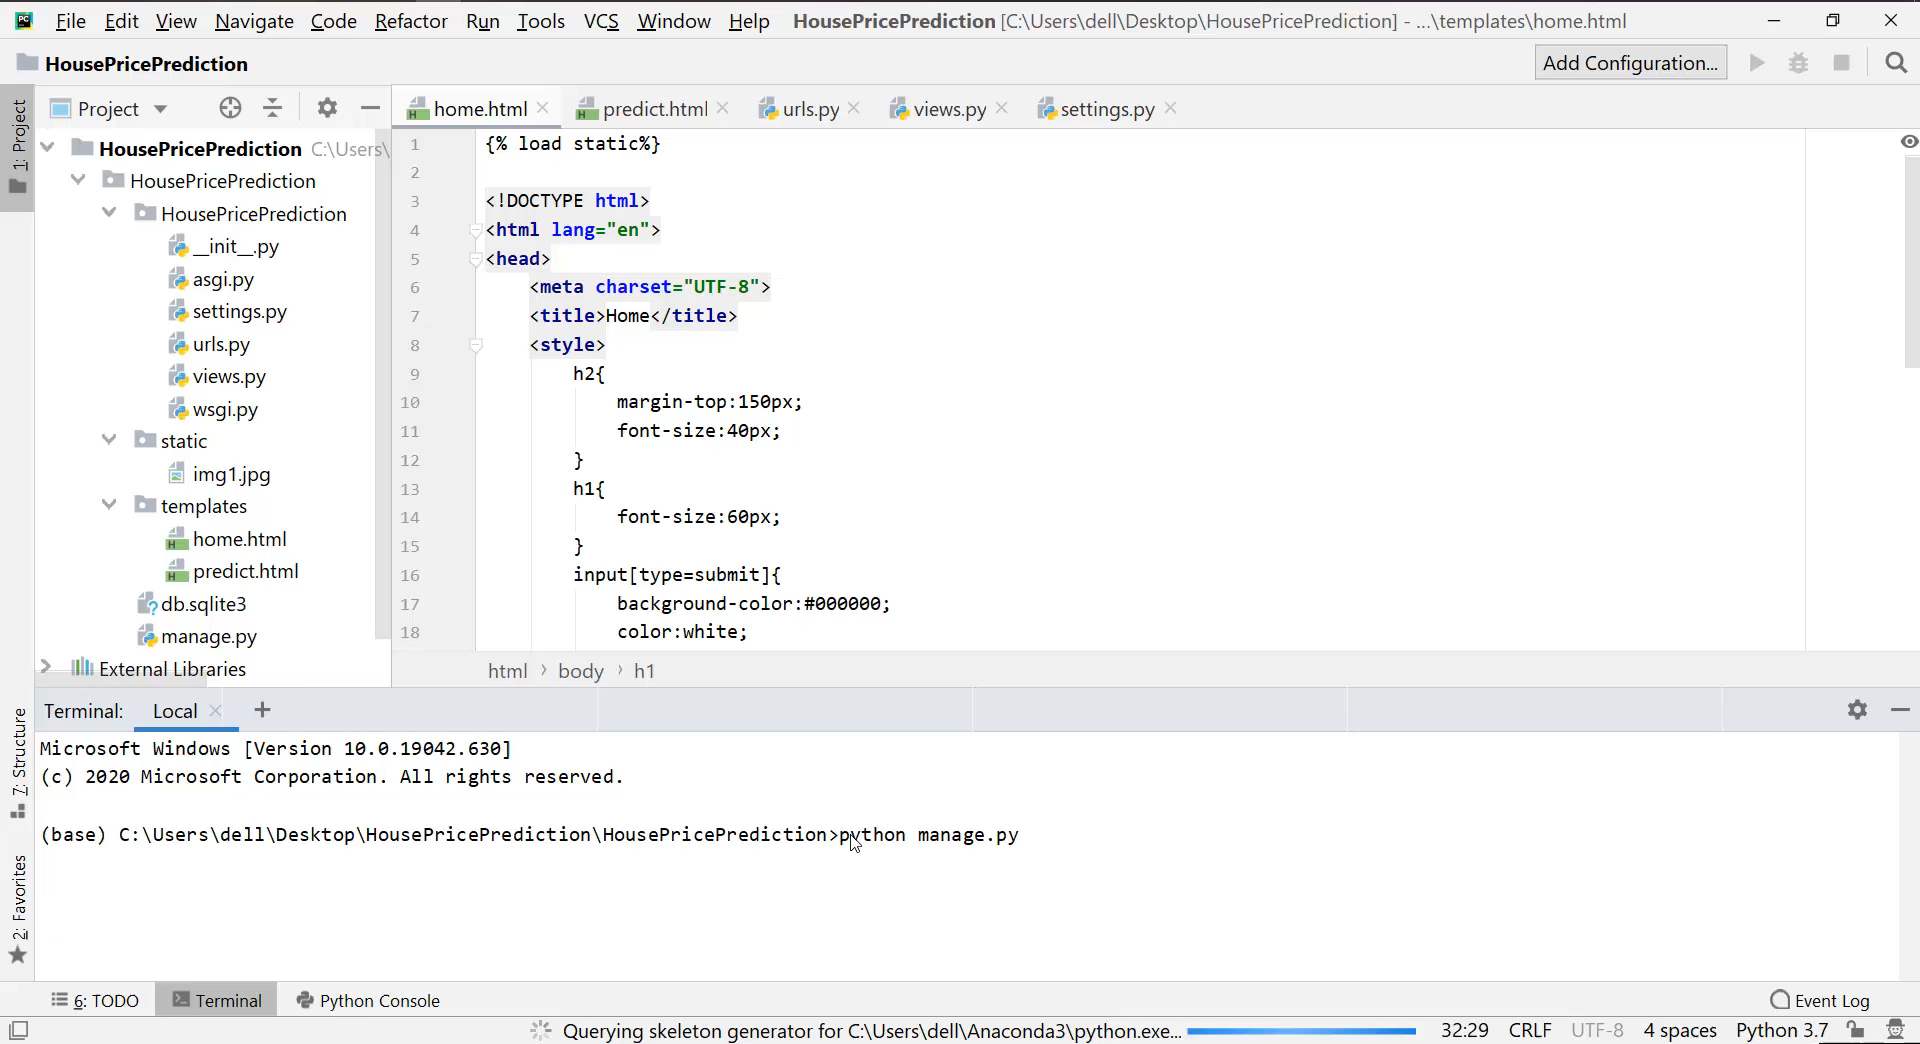 File Edit View Navigate Code Refactor Run Tools VCS Window Help HousePricePrediction [C:\Users\dell\Desktop\HousePricePrediction] - ...\templates\home.html
HousePricePrediction
Add Configuration...
1: Project
Project
home.html
predict.html
urls.py
views.py
settings.py
HousePricePrediction C:\Users\
HousePricePrediction
HousePricePrediction
__init__.py
asgi.py
settings.py
urls.py
views.py
wsgi.py
static
img1.jpg
templates
home.html
predict.html
db.sqlite3
manage.py
External Libraries
1 {% load static%}
2
3 <!DOCTYPE html>
4 <html lang="en">
5 <head>
6 <meta charset="UTF-8">
7 <title>Home</title>
8 <style>
9 h2{
10 margin-top:150px;
11 font-size:40px;
12 }
13 h1{
14 font-size:60px;
15 }
16 input[type=submit]{
17 background-color:#000000;
18 color:white;
html › body › h1
7: Structure
2: Favorites
Terminal: Local
Microsoft Windows [Version 10.0.19042.630]
(c) 2020 Microsoft Corporation. All rights reserved.
(base) C:\Users\dell\Desktop\HousePricePrediction\HousePricePrediction>python manage.py
6: TODO Terminal Python Console Event Log
Querying skeleton generator for C:\Users\dell\Anaconda3\python.exe... 32:29 CRLF UTF-8 4 spaces Python 3.7